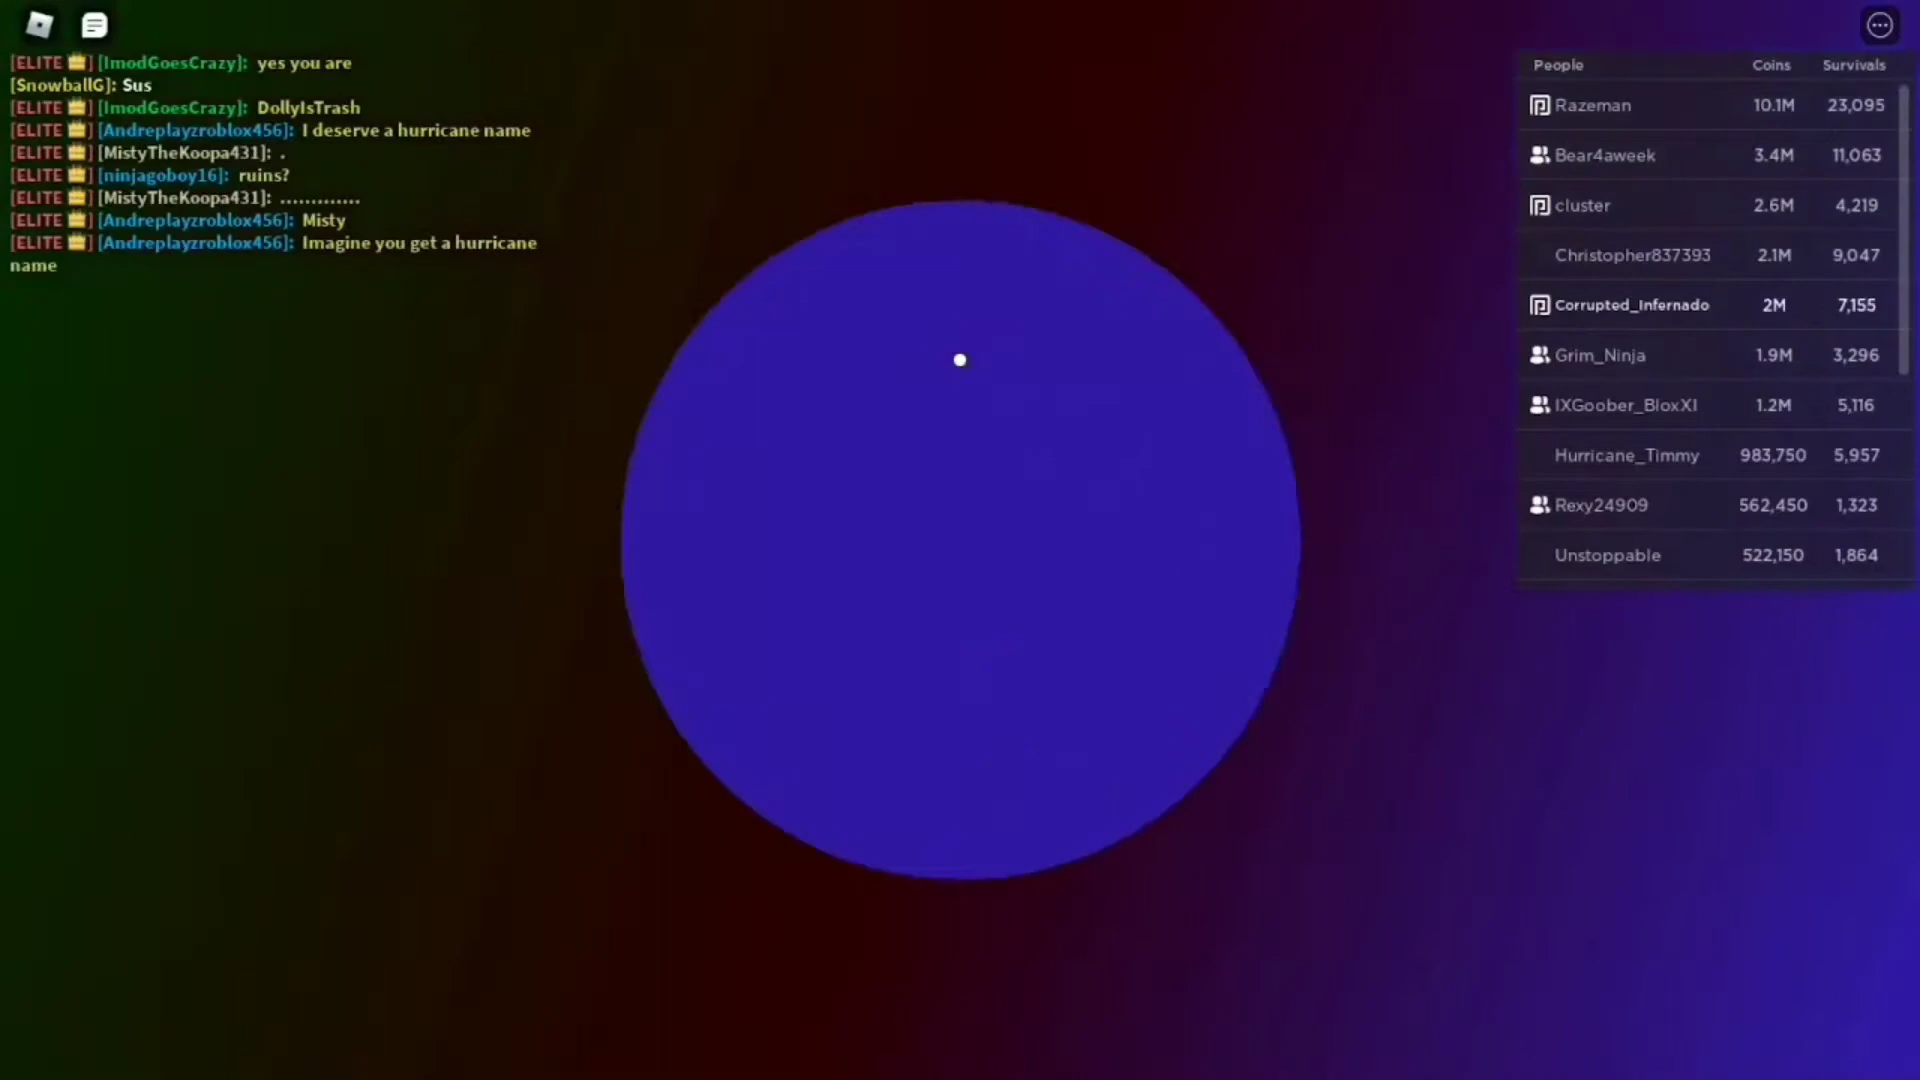 [ELITE 👑] [ImodGoesCrazy]: yes you are
[SnowballG]: Sus
[ELITE 👑] [ImodGoesCrazy]: DollyIsTrash
[ELITE 👑] [Andreplayzroblox456]: I deserve a hurricane name
[ELITE 👑] [MistyTheKoopa431]: .
[ELITE 👑] [ninjagoboy16]: ruins?
[ELITE 👑] [MistyTheKoopa431]: .............
[ELITE 👑] [Andreplayzroblox456]: Misty
[ELITE 👑] [Andreplayzroblox456]: Imagine you get a hurricane
name
People Coins Survivals
Razeman 10.1M 23,095
Bear4aweek 3.4M 11,063
cluster 2.6M 4,219
Christopher837393 2.1M 9,047
Corrupted_Infernado 2M 7,155
Grim_Ninja 1.9M 3,296
IXGoober_BloxXI 1.2M 5,116
Hurricane_Timmy 983,750 5,957
Rexy24909 562,450 1,323
Unstoppable 522,150 1,864